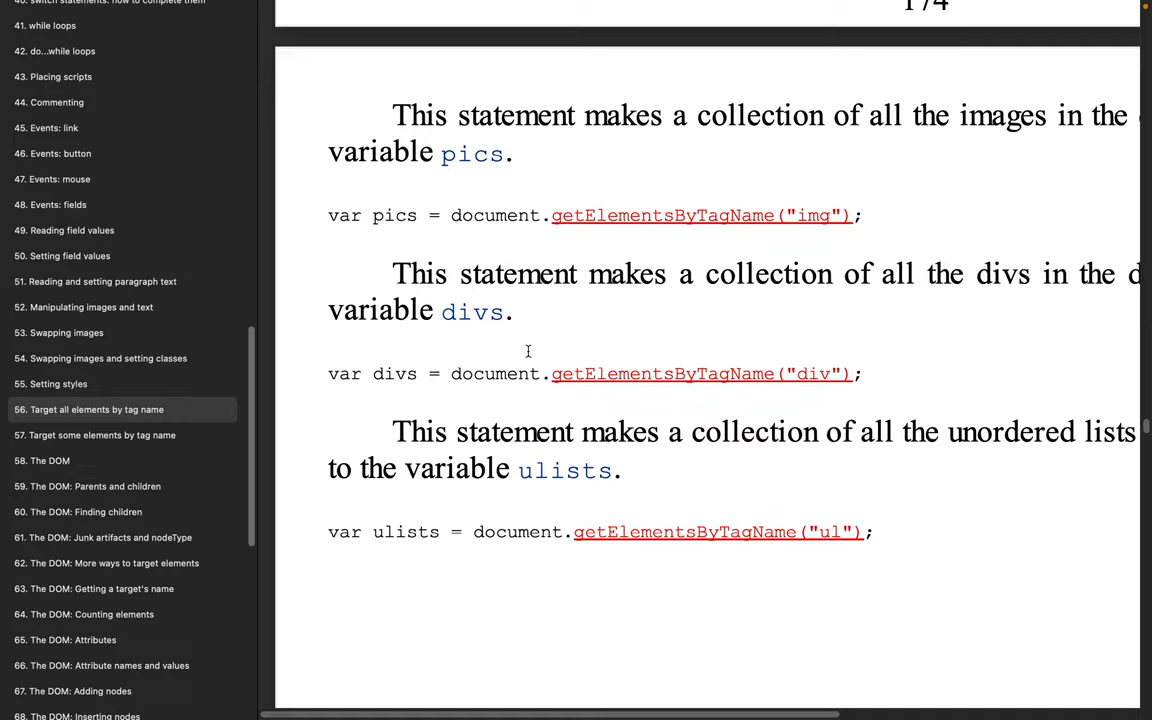 40. switch statements: how to complete them
41. while loops
42. do...while loops
43. Placing scripts
44. Commenting
45. Events: link
46. Events: button
47. Events: mouse
48. Events: fields
49. Reading field values
50. Setting field values
51. Reading and setting paragraph text
52. Manipulating images and text
53. Swapping images
54. Swapping images and setting classes
55. Setting styles
56. Target all elements by tag name
57. Target some elements by tag name
58. The DOM
59. The DOM: Parents and children
60. The DOM: Finding children
61. The DOM: Junk artifacts and nodeType
62. The DOM: More ways to target elements
63. The DOM: Getting a target's name
64. The DOM: Counting elements
65. The DOM: Attributes
66. The DOM: Attribute names and values
67. The DOM: Adding nodes
68. The DOM: Inserting nodes
174
This statement makes a collection of all the images in the
variable pics.
var pics = document.getElementsByTagName("img");
This statement makes a collection of all the divs in the d
variable divs.
var divs = document.getElementsByTagName("div");
This statement makes a collection of all the unordered lists
to the variable ulists.
var ulists = document.getElementsByTagName("ul");